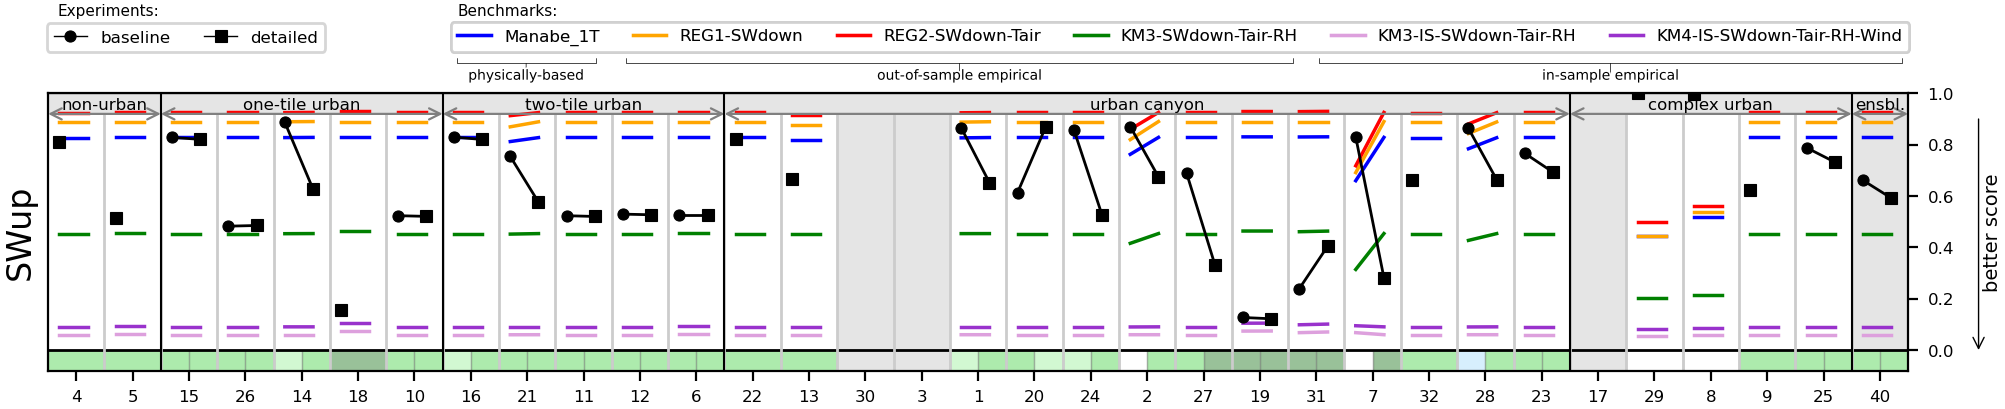 Experiments:
baseline detailed
Benchmarks:
Manabe_1T REG1-SWdown REG2-SWdown-Tair KM3-SWdown-Tair-RH KM3-IS-SWdown-Tair-RH KM4-IS-SWdown-Tair-RH-Wind
physically-based out-of-sample empirical in-sample empirical
non-urban one-tile urban two-tile urban urban canyon complex urban ensbl.
SWup
1.0
0.8
0.6
0.4
0.2
0.0
better score
4 5 15 26 14 18 10 16 21 11 12 6 22 13 30 3 1 20 24 2 27 19 31 7 32 28 23 17 29 8 9 25 40